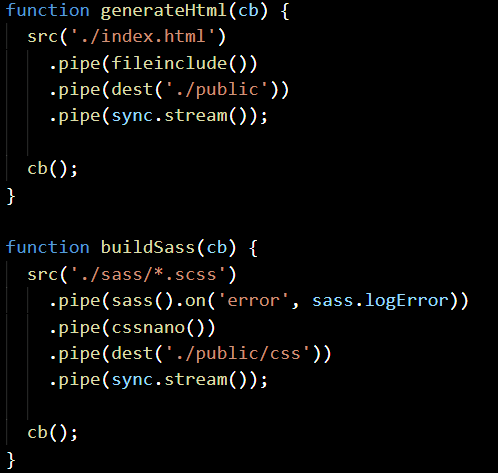 function generateHtml(cb) {
  src('./index.html')
    .pipe(fileinclude())
    .pipe(dest('./public'))
    .pipe(sync.stream());

  cb();
}

function buildSass(cb) {
  src('./sass/*.scss')
    .pipe(sass().on('error', sass.logError))
    .pipe(cssnano())
    .pipe(dest('./public/css'))
    .pipe(sync.stream());

  cb();
}